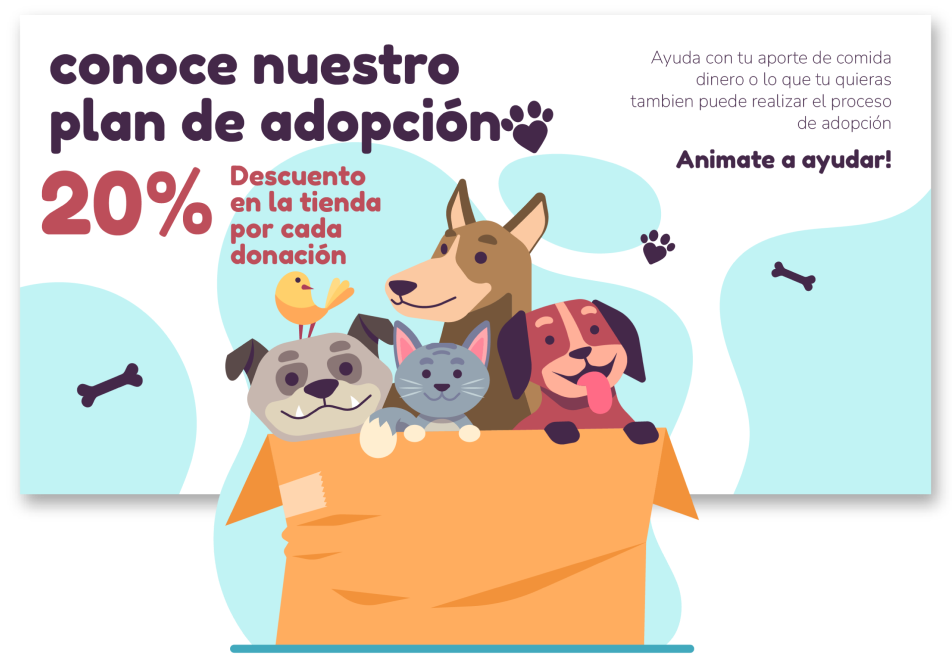 conoce nuestro
plan de adopción
20%
Descuento
en la tienda
por cada
donación
Ayuda con tu aporte de comida
dinero o lo que tu quieras
tambien puede realizar el proceso
de adopción
Animate a ayudar!